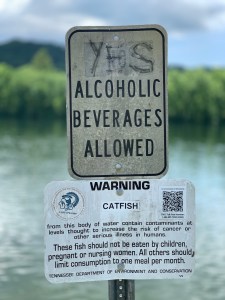 YES
ALCOHOLIC
BEVERAGES
ALLOWED
WARNING
CATFISH
from this body of water contain contaminants at
levels thought to increase the risk of cancer or
other serious illness in humans.
These fish should not be eaten by children,
pregnant or nursing women. All others should
limit consumption to one meal per month.
TENNESSEE DEPARTMENT OF ENVIRONMENT AND CONSERVATION